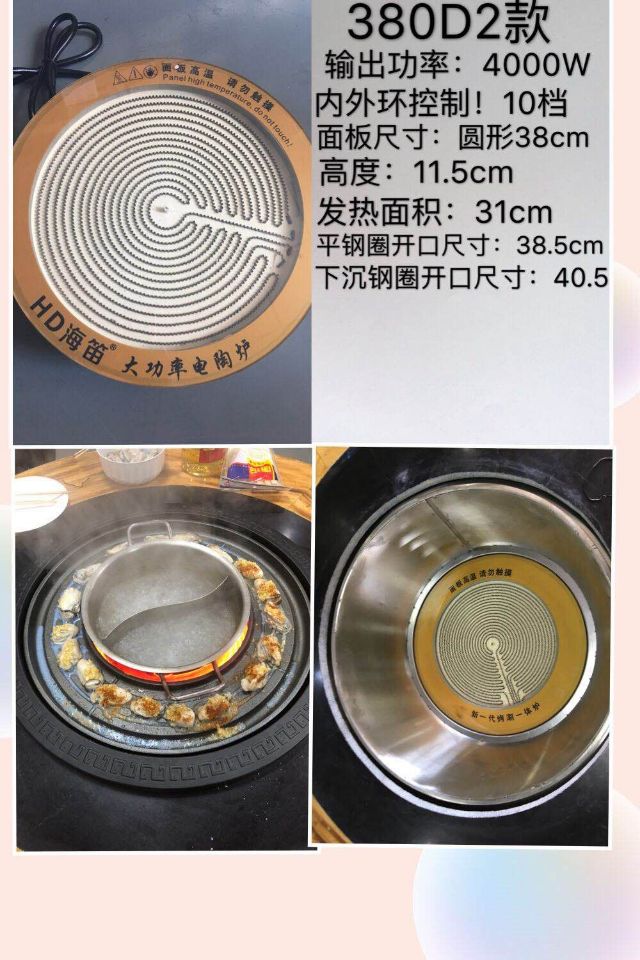 面板高温 请勿触摸
Panel high temperature, do not touch!
HD海笛®
大功率电陶炉
380D2款
输出功率：4000W
内外环控制！10档
面板尺寸：圆形38cm
高度：11.5cm
发热面积：31cm
平钢圈开口尺寸：38.5cm
下沉钢圈开口尺寸：40.5
面板高温 请勿触摸
新一代烤涮一体炉